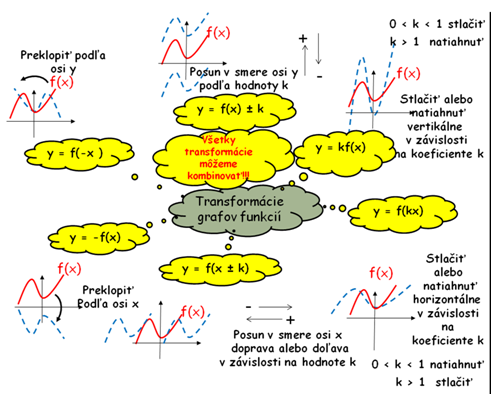 0 < k < 1 stlačiť
k > 1 natiahnuť
Preklopiť podľa
osi y
f(x)
f(x)
+
-
Posun v smere osi y
podľa hodnoty k
f(x)
Stlačiť alebo
natiahnuť
vertikálne
v závislosti
na koeficiente k
y = f(x) ± k
y = f(-x )
Všetky
transformácie
môžeme
kombinovať!!!
y = kf(x)
Transformácie
grafov funkcií
y = f(kx)
y = -f(x)
y = f(x ± k)
f(x)
Preklopiť
Podľa osi x
f(x)
-
+
Posun v smere osi x
doprava alebo doľava
v závislosti na hodnote k
f(x)
Stlačiť
alebo
natiahnuť
horizontálne
v závislosti
na
koeficiente k
0 < k < 1 natiahnuť
k > 1 stlačiť